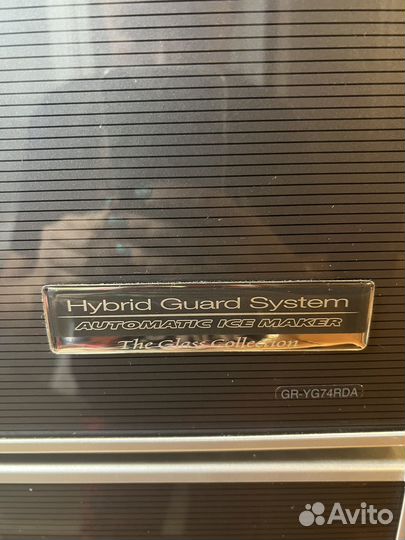 Hybrid Guard System
AUTOMATIC ICE MAKER
The Glass Collection
GR-YG74RDA
Avito